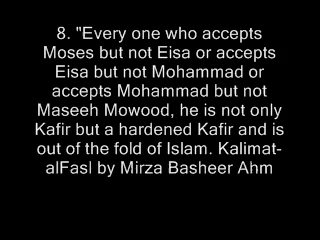 8. "Every one who accepts
Moses but not Eisa or accepts
Eisa but not Mohammad or
accepts Mohammad but not
Maseeh Mowood, he is not only
Kafir but a hardened Kafir and is
out of the fold of Islam. Kalimat-
alFasl by Mirza Basheer Ahm